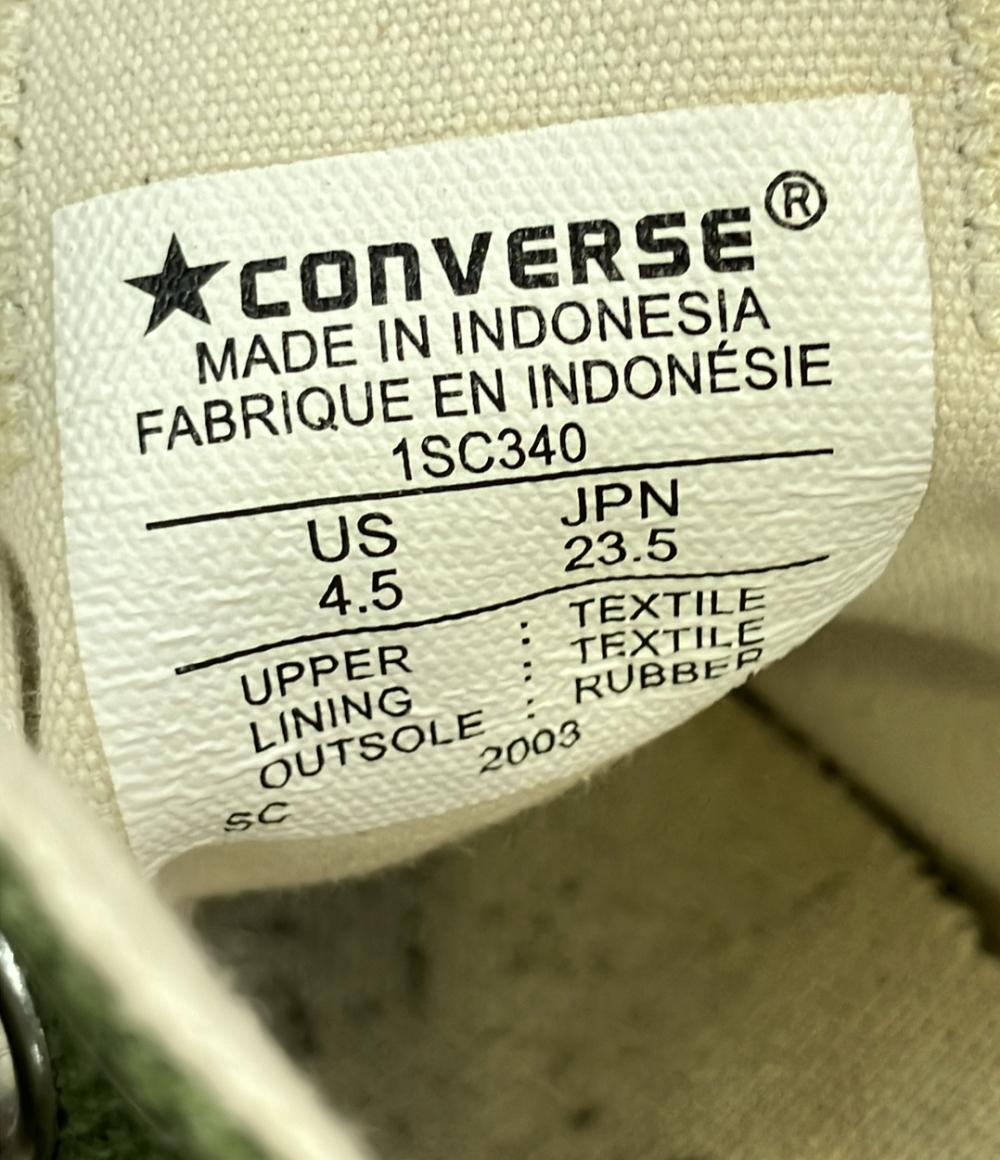 ★CONVERSE®
MADE IN INDONESIA
FABRIQUE EN INDONÉSIE
1SC340
US JPN
4.5 23.5
UPPER : TEXTILE
LINING : TEXTILE
OUTSOLE : RUBBER
SC 2003